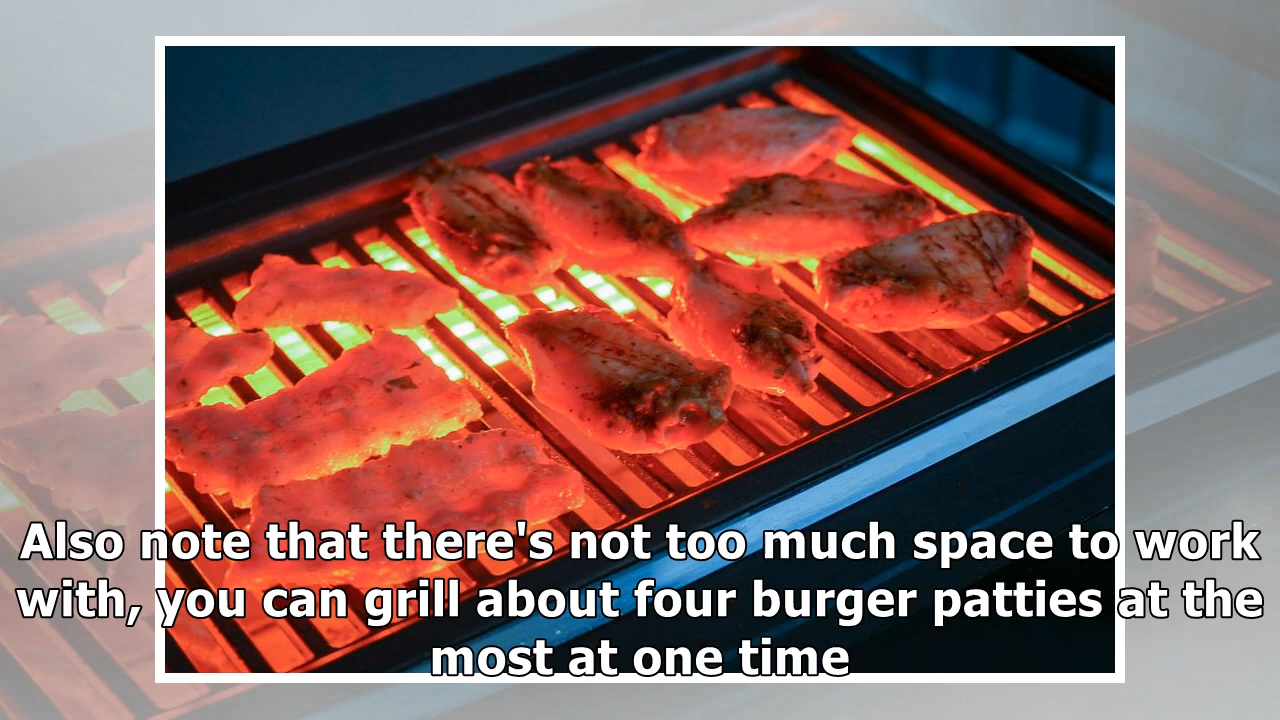 Also note that there's not too much space to work
with, you can grill about four burger patties at the
most at one time